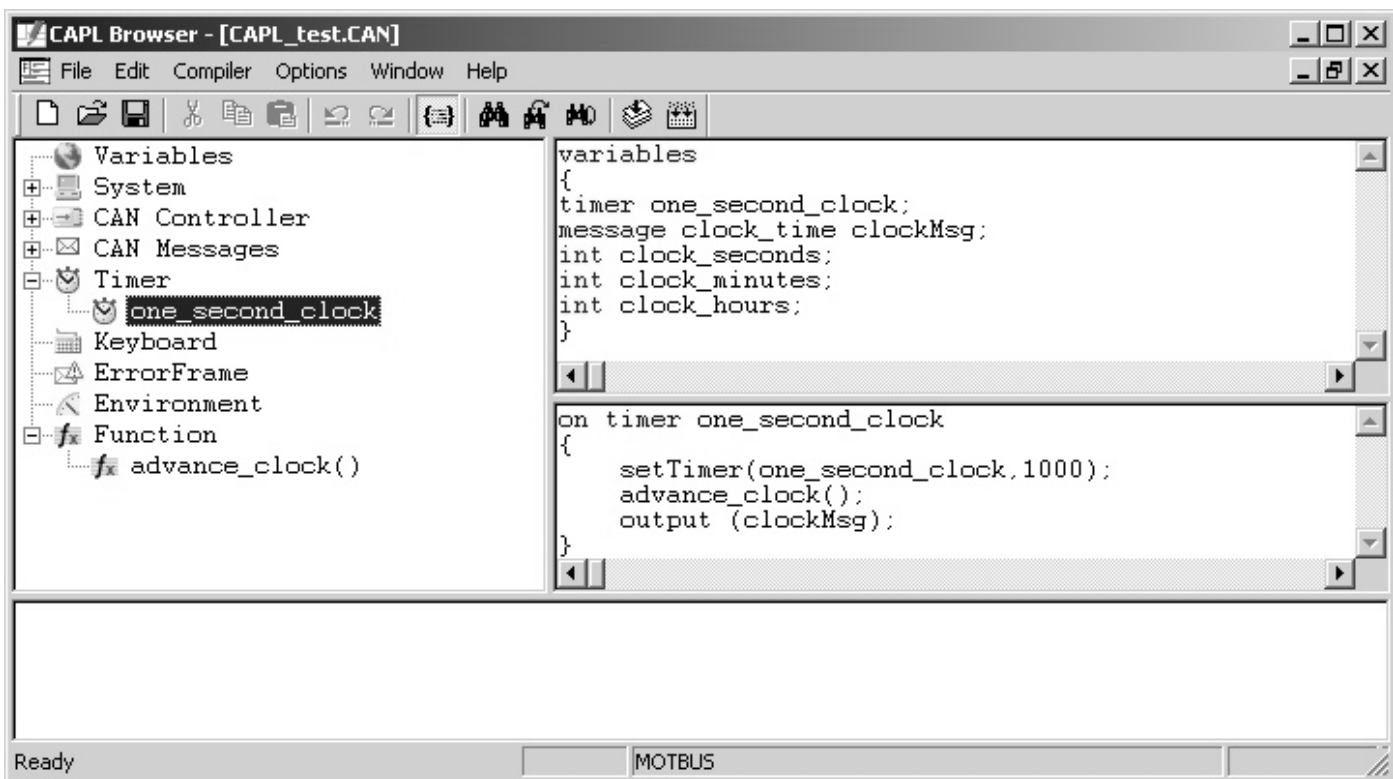 CAPL Browser - [CAPL_test.CAN]
File Edit Compiler Options Window Help
Variables
System
CAN Controller
CAN Messages
Timer
one_second_clock
Keyboard
ErrorFrame
Environment
Function
advance_clock()
variables
{
timer one_second_clock;
message clock_time clockMsg;
int clock_seconds;
int clock_minutes;
int clock_hours;
}
on timer one_second_clock
{
    setTimer(one_second_clock,1000);
    advance_clock();
    output (clockMsg);
}
Ready MOTBUS